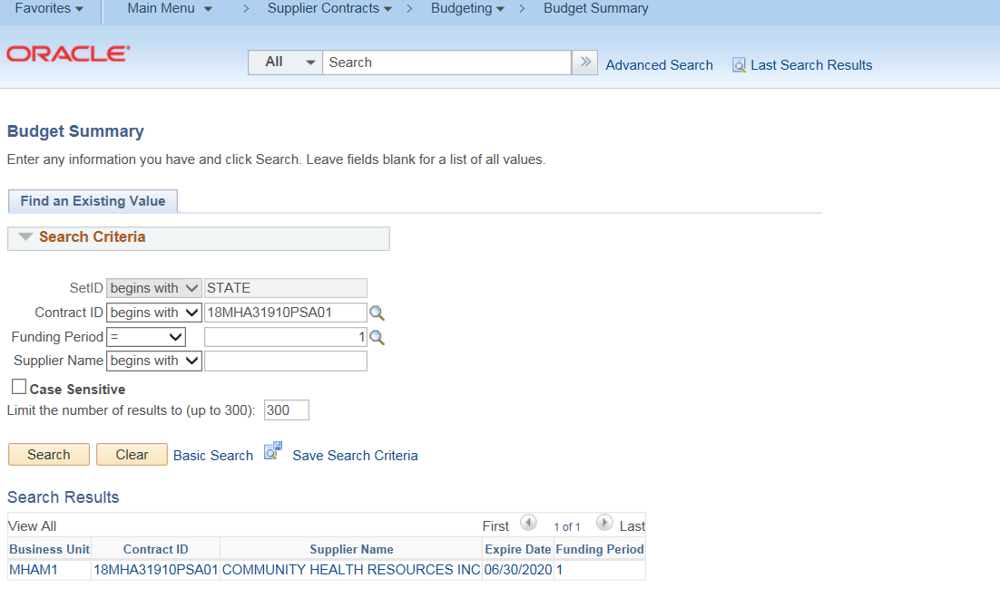 Favorites Main Menu > Supplier Contracts > Budgeting > Budget Summary
ORACLE
All Search » Advanced Search Last Search Results
Budget Summary
Enter any information you have and click Search. Leave fields blank for a list of all values.
Find an Existing Value
Search Criteria
SetID begins with STATE
Contract ID begins with 18MHA31910PSA01
Funding Period = 1
Supplier Name begins with
Case Sensitive
Limit the number of results to (up to 300): 300
Search Clear Basic Search Save Search Criteria
Search Results
View All First 1 of 1 Last
Business Unit Contract ID Supplier Name Expire Date Funding Period
MHAM1 18MHA31910PSA01 COMMUNITY HEALTH RESOURCES INC 06/30/2020 1